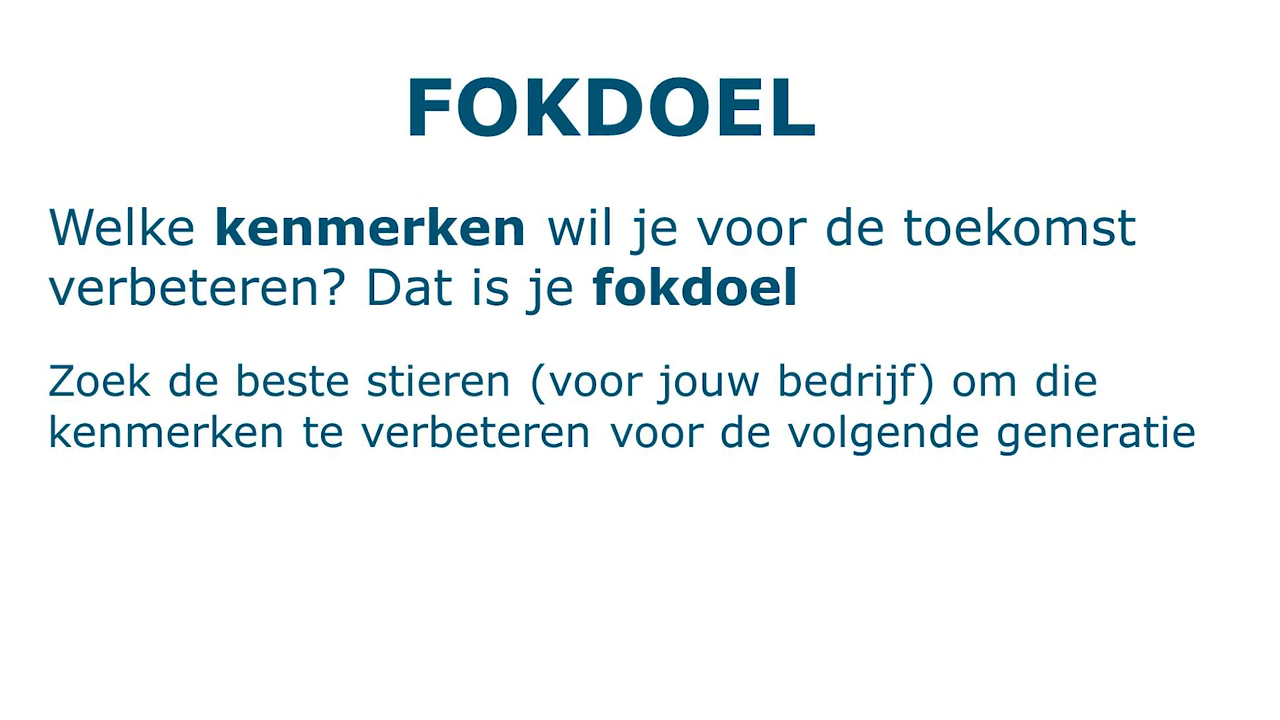 FOKDOEL
Welke kenmerken wil je voor de toekomst
verbeteren? Dat is je fokdoel
Zoek de beste stieren (voor jouw bedrijf) om die
kenmerken te verbeteren voor de volgende generatie